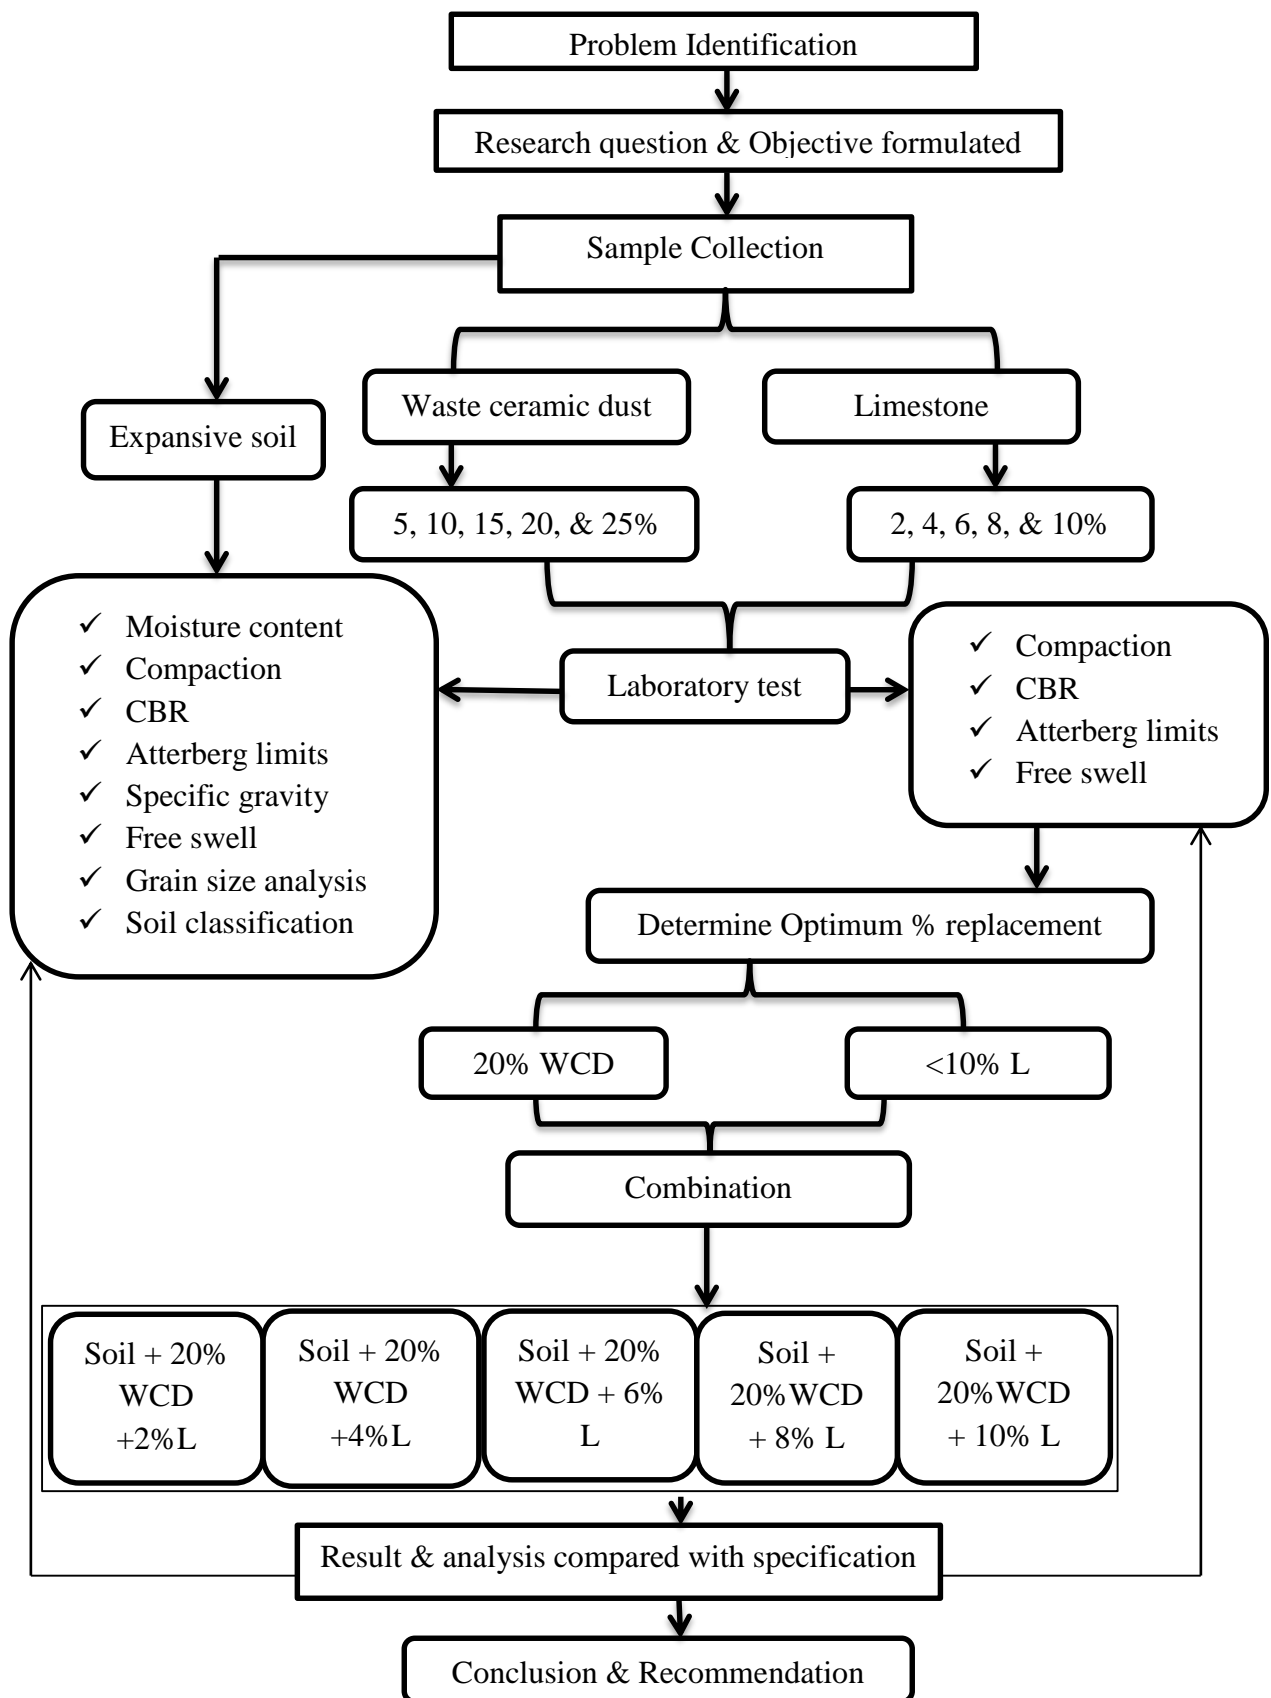 Problem Identification
Research question & Objective formulated
Sample Collection
Waste ceramic dust
Limestone
Expansive soil
5, 10, 15, 20, & 25%
2, 4, 6, 8, & 10%
✓ Moisture content
✓ Compaction
✓ CBR
✓ Atterberg limits
✓ Specific gravity
✓ Free swell
✓ Grain size analysis
✓ Soil classification
Laboratory test
✓ Compaction
✓ CBR
✓ Atterberg limits
✓ Free swell
Determine Optimum % replacement
20% WCD
<10% L
Combination
Soil + 20%
WCD
+2%L
Soil + 20%
WCD
+4%L
Soil + 20%
WCD + 6%
L
Soil +
20%WCD
+ 8% L
Soil +
20%WCD
+ 10% L
Result & analysis compared with specification
Conclusion & Recommendation